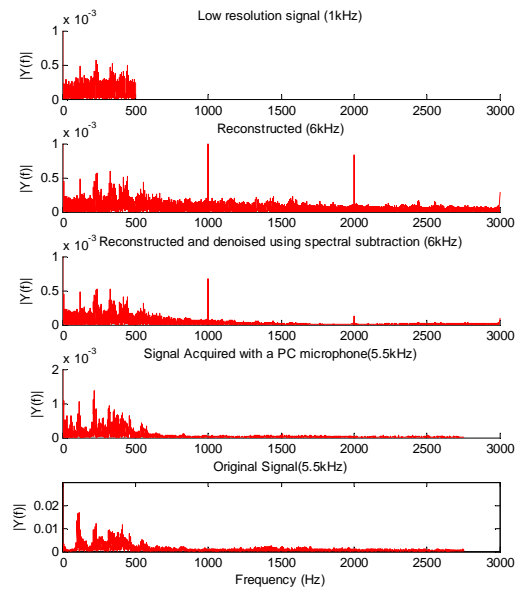 Low resolution signal (1kHz)
x 10^-3
|Y(f)|
1
0.5
0
0 500 1000 1500 2000 2500 3000
Reconstructed (6kHz)
x 10^-3
|Y(f)|
1
0.5
0
0 500 1000 1500 2000 2500 3000
Reconstructed and denoised using spectral subtraction (6kHz)
x 10^-3
|Y(f)|
1
0.5
0
0 500 1000 1500 2000 2500 3000
Signal Acquired with a PC microphone(5.5kHz)
x 10^-3
|Y(f)|
2
1
0
0 500 1000 1500 2000 2500 3000
Original Signal(5.5kHz)
|Y(f)|
0.02
0.01
0
0 500 1000 1500 2000 2500 3000
Frequency (Hz)